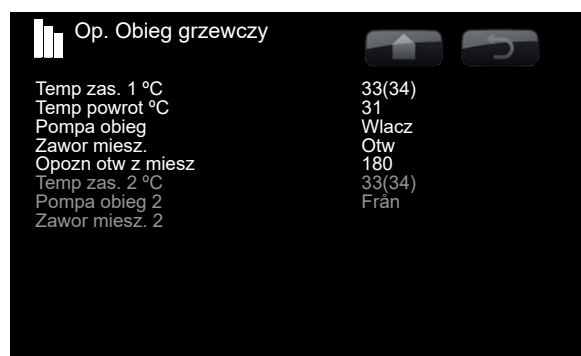 Op. Obieg grzewczy
Temp zas. 1 ºC 33(34)
Temp powrot ºC 31
Pompa obieg Wlacz
Zawor miesz. Otw
Opozn otw z miesz 180
Temp zas. 2 ºC 33(34)
Pompa obieg 2 Från
Zawor miesz. 2